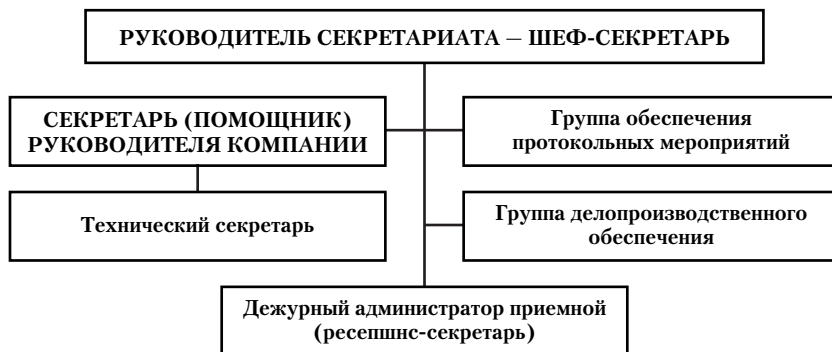 РУКОВОДИТЕЛЬ СЕКРЕТАРИАТА – ШЕФ-СЕКРЕТАРЬ
СЕКРЕТАРЬ (ПОМОЩНИК)
РУКОВОДИТЕЛЯ КОМПАНИИ
Группа обеспечения
протокольных мероприятий
Технический секретарь
Группа делопроизводственного
обеспечения
Дежурный администратор приемной
(ресепшнс-секретарь)